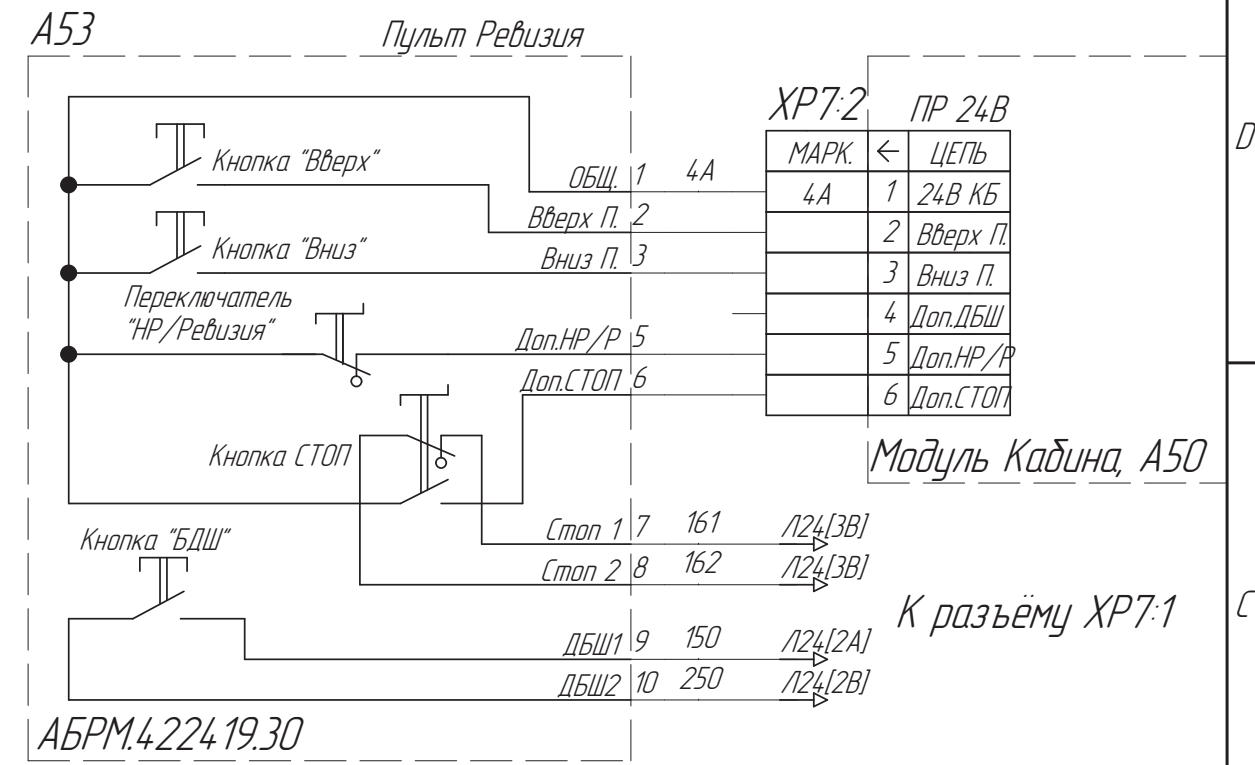 А53
Пульт Ревизия
Кнопка "Вверх"
Кнопка "Вниз"
Переключатель
"НР/Ревизия"
Кнопка СТОП
Кнопка "БДШ"
ОБЩ. 1 4А
Вверх П. 2
Вниз П. 3
Доп.НР/Р 5
Доп.СТОП 6
Стоп 1 7 161 Л24[3В]
Стоп 2 8 162 Л24[3В]
ДБШ1 9 150 Л24[2А]
ДБШ2 10 250 Л24[2В]
АБРМ.422419.30
ХР7:2 ПР 24В
МАРК. ← ЦЕПЬ
4А 1 24В КБ
2 Вверх П.
3 Вниз П.
4 Доп.ДБШ
5 Доп.НР/Р
6 Доп.СТОП
Модуль Кабина, А50
К разъёму ХР7:1
D
C